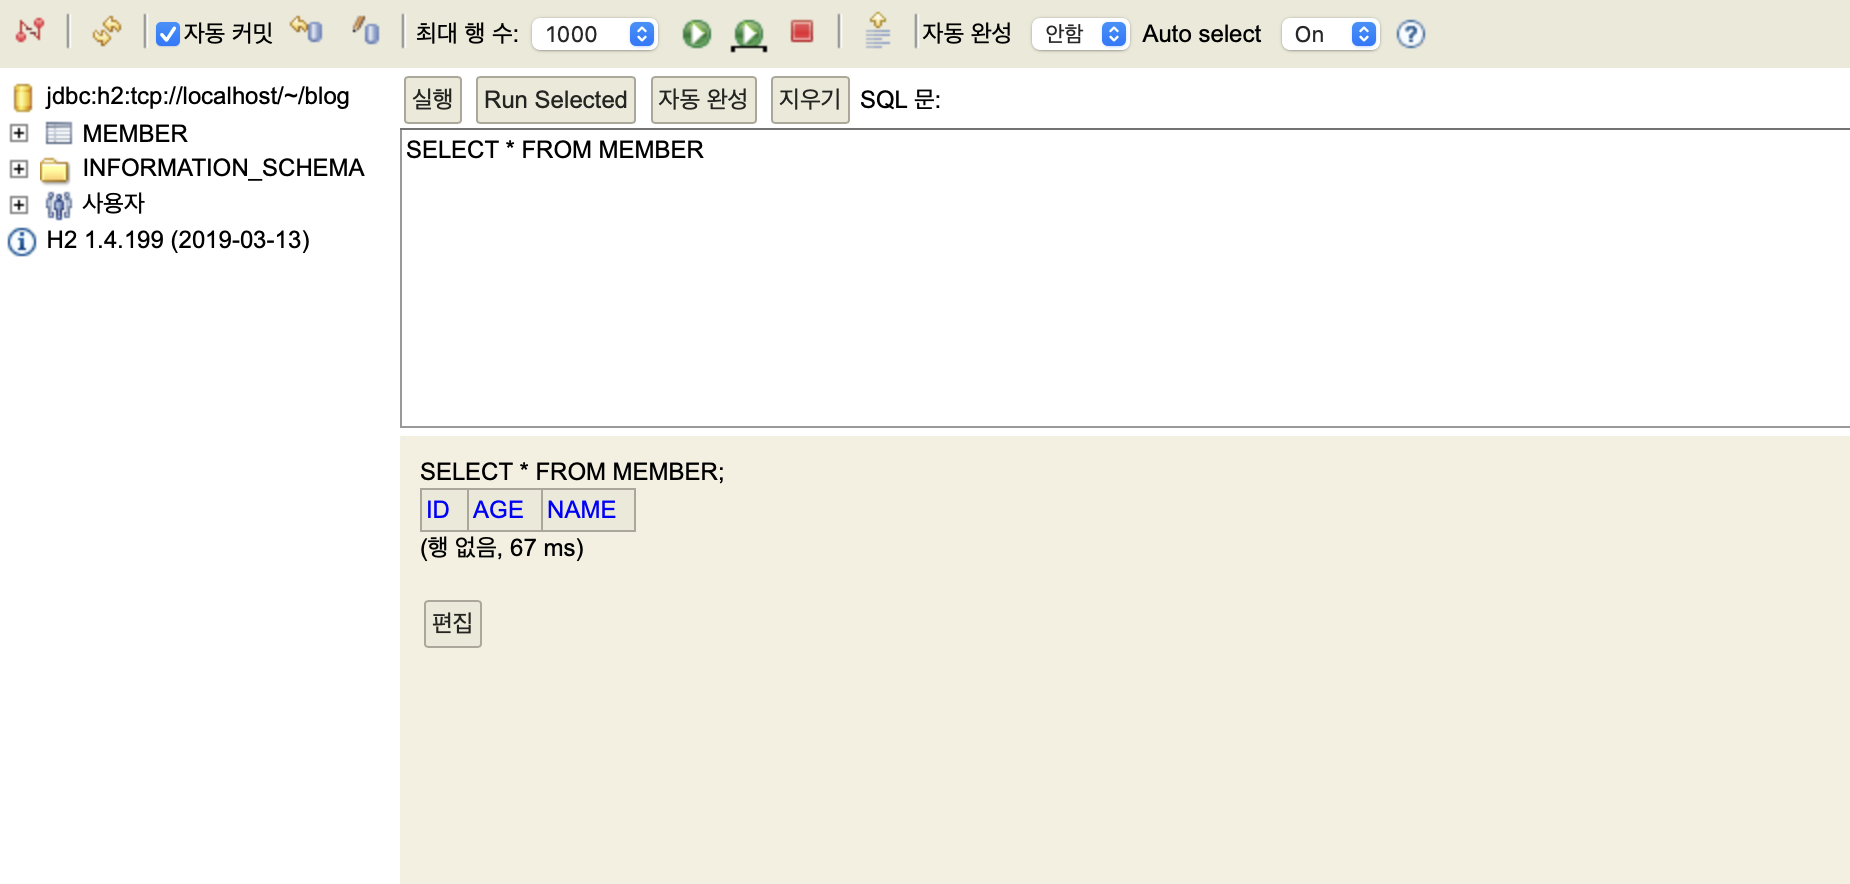 자동 커밋 최대 행 수: 1000 자동 완성 안함 Auto select On
jdbc:h2:tcp://localhost/~/blog
MEMBER
INFORMATION_SCHEMA
사용자
H2 1.4.199 (2019-03-13)
실행 Run Selected 자동 완성 지우기 SQL 문:
SELECT * FROM MEMBER
SELECT * FROM MEMBER;
ID AGE NAME
(행 없음, 67 ms)
편집